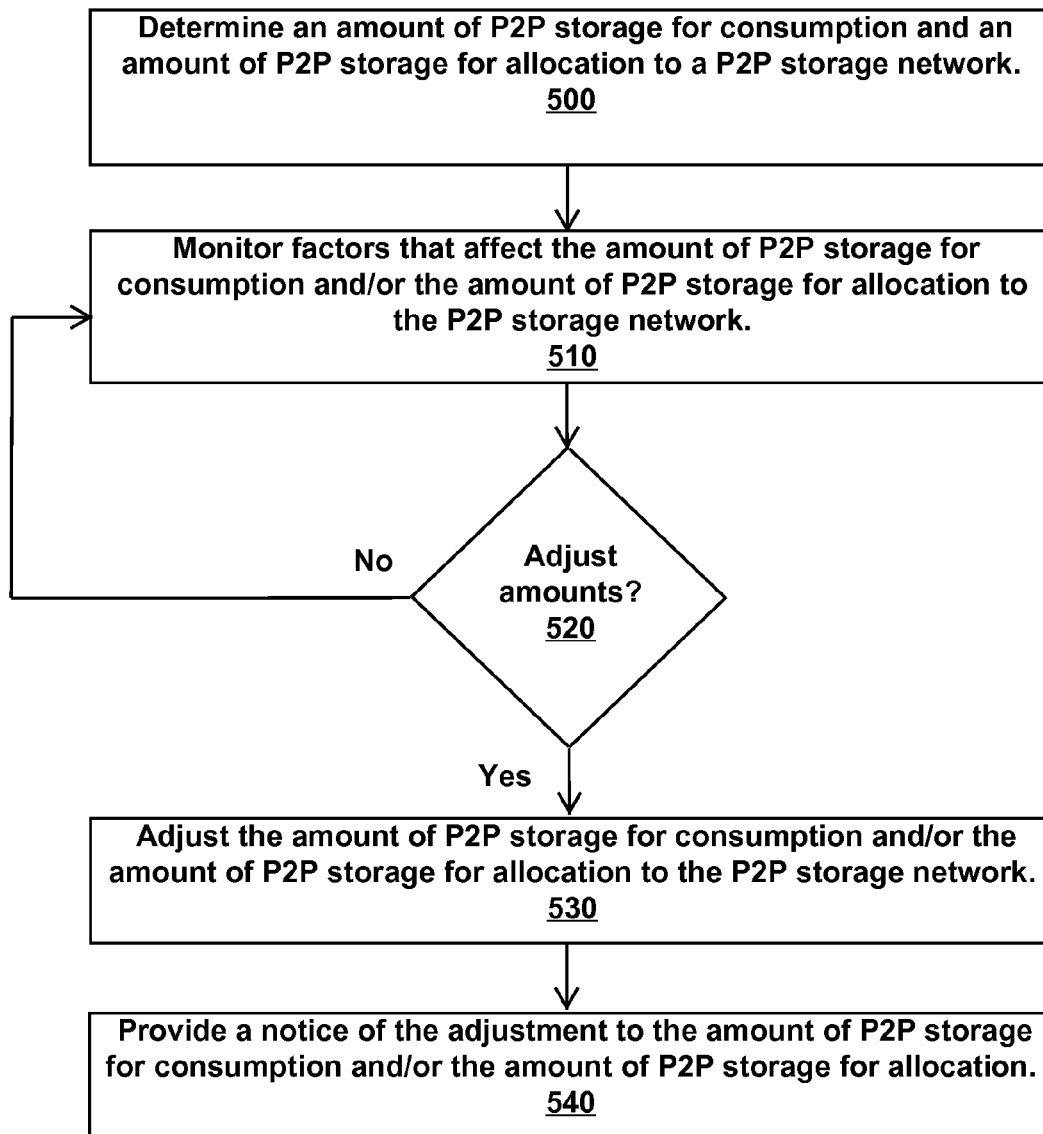 Determine an amount of P2P storage for consumption and an
amount of P2P storage for allocation to a P2P storage network.
500
Monitor factors that affect the amount of P2P storage for
consumption and/or the amount of P2P storage for allocation to
the P2P storage network.
510
No
Adjust
amounts?
520
Yes
Adjust the amount of P2P storage for consumption and/or the
amount of P2P storage for allocation to the P2P storage network.
530
Provide a notice of the adjustment to the amount of P2P storage
for consumption and/or the amount of P2P storage for allocation.
540